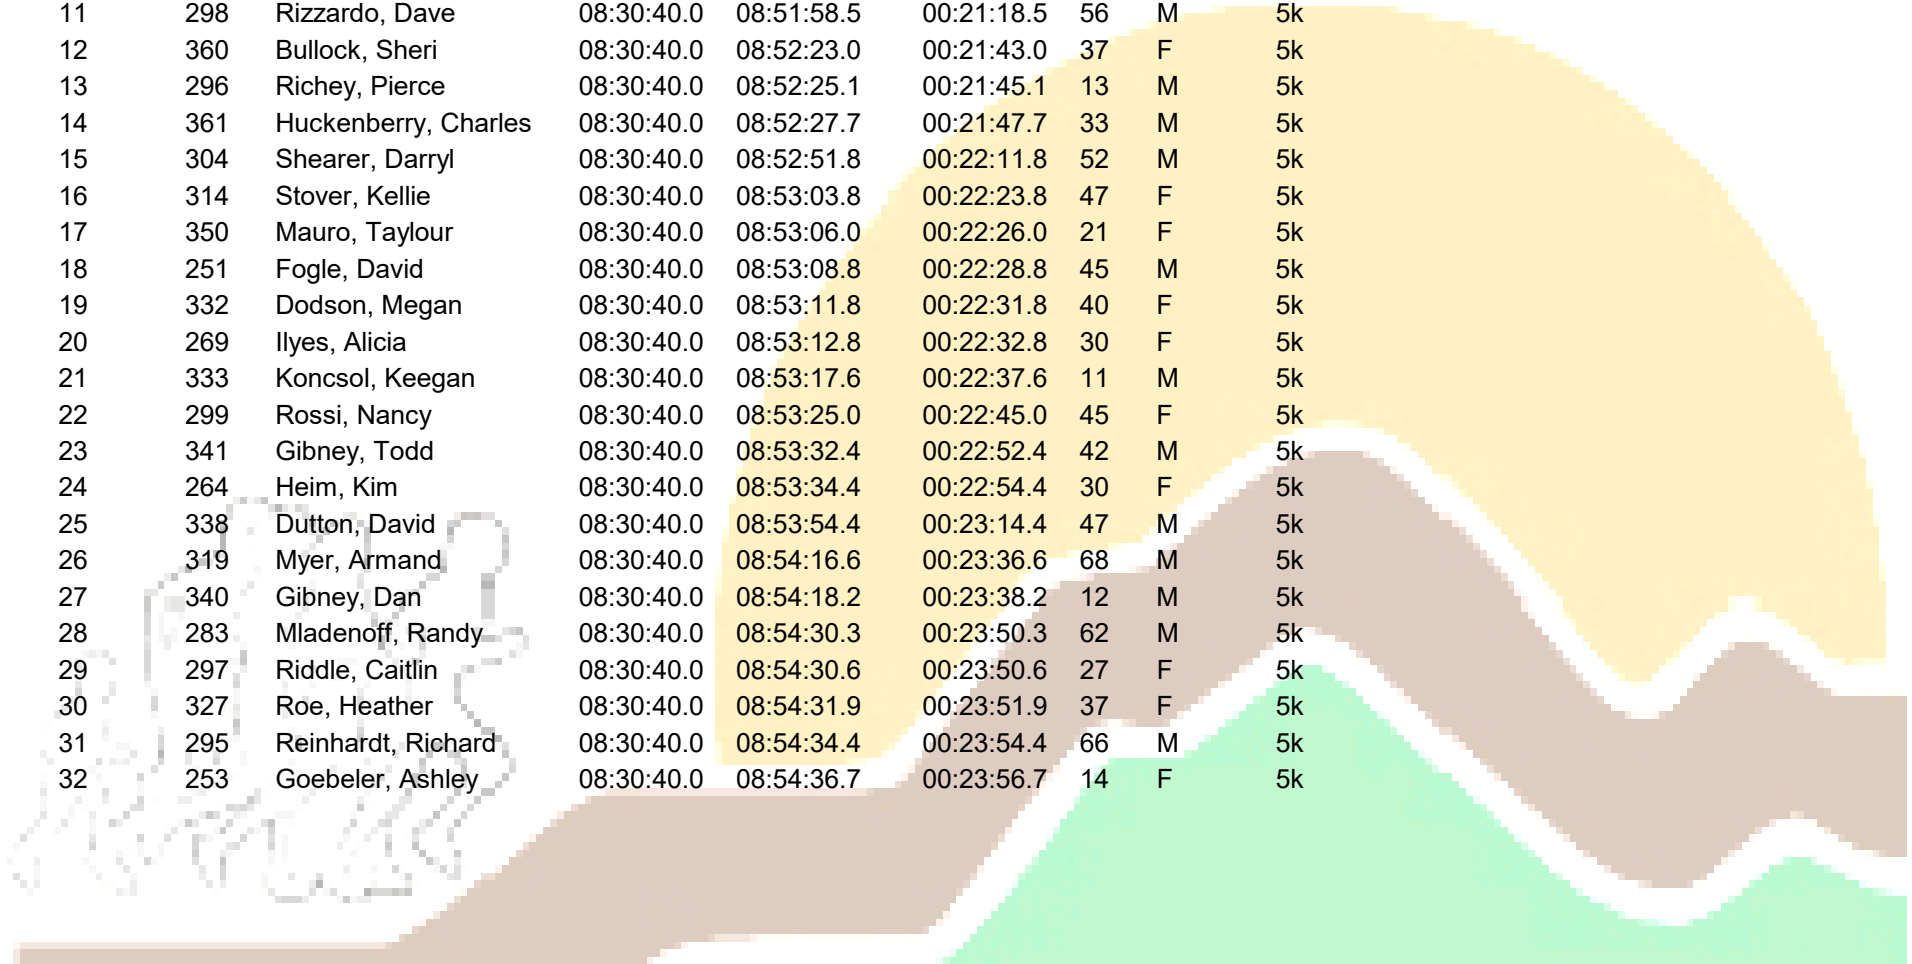 11 298 Rizzardo, Dave 08:30:40.0 08:51:58.5 00:21:18.5 56 M 5k
12 360 Bullock, Sheri 08:30:40.0 08:52:23.0 00:21:43.0 37 F 5k
13 296 Richey, Pierce 08:30:40.0 08:52:25.1 00:21:45.1 13 M 5k
14 361 Huckenberry, Charles 08:30:40.0 08:52:27.7 00:21:47.7 33 M 5k
15 304 Shearer, Darryl 08:30:40.0 08:52:51.8 00:22:11.8 52 M 5k
16 314 Stover, Kellie 08:30:40.0 08:53:03.8 00:22:23.8 47 F 5k
17 350 Mauro, Taylour 08:30:40.0 08:53:06.0 00:22:26.0 21 F 5k
18 251 Fogle, David 08:30:40.0 08:53:08.8 00:22:28.8 45 M 5k
19 332 Dodson, Megan 08:30:40.0 08:53:11.8 00:22:31.8 40 F 5k
20 269 Ilyes, Alicia 08:30:40.0 08:53:12.8 00:22:32.8 30 F 5k
21 333 Koncsol, Keegan 08:30:40.0 08:53:17.6 00:22:37.6 11 M 5k
22 299 Rossi, Nancy 08:30:40.0 08:53:25.0 00:22:45.0 45 F 5k
23 341 Gibney, Todd 08:30:40.0 08:53:32.4 00:22:52.4 42 M 5k
24 264 Heim, Kim 08:30:40.0 08:53:34.4 00:22:54.4 30 F 5k
25 338 Dutton, David 08:30:40.0 08:53:54.4 00:23:14.4 47 M 5k
26 319 Myer, Armand 08:30:40.0 08:54:16.6 00:23:36.6 68 M 5k
27 340 Gibney, Dan 08:30:40.0 08:54:18.2 00:23:38.2 12 M 5k
28 283 Mladenoff, Randy 08:30:40.0 08:54:30.3 00:23:50.3 62 M 5k
29 297 Riddle, Caitlin 08:30:40.0 08:54:30.6 00:23:50.6 27 F 5k
30 327 Roe, Heather 08:30:40.0 08:54:31.9 00:23:51.9 37 F 5k
31 295 Reinhardt, Richard 08:30:40.0 08:54:34.4 00:23:54.4 66 M 5k
32 253 Goebeler, Ashley 08:30:40.0 08:54:36.7 00:23:56.7 14 F 5k